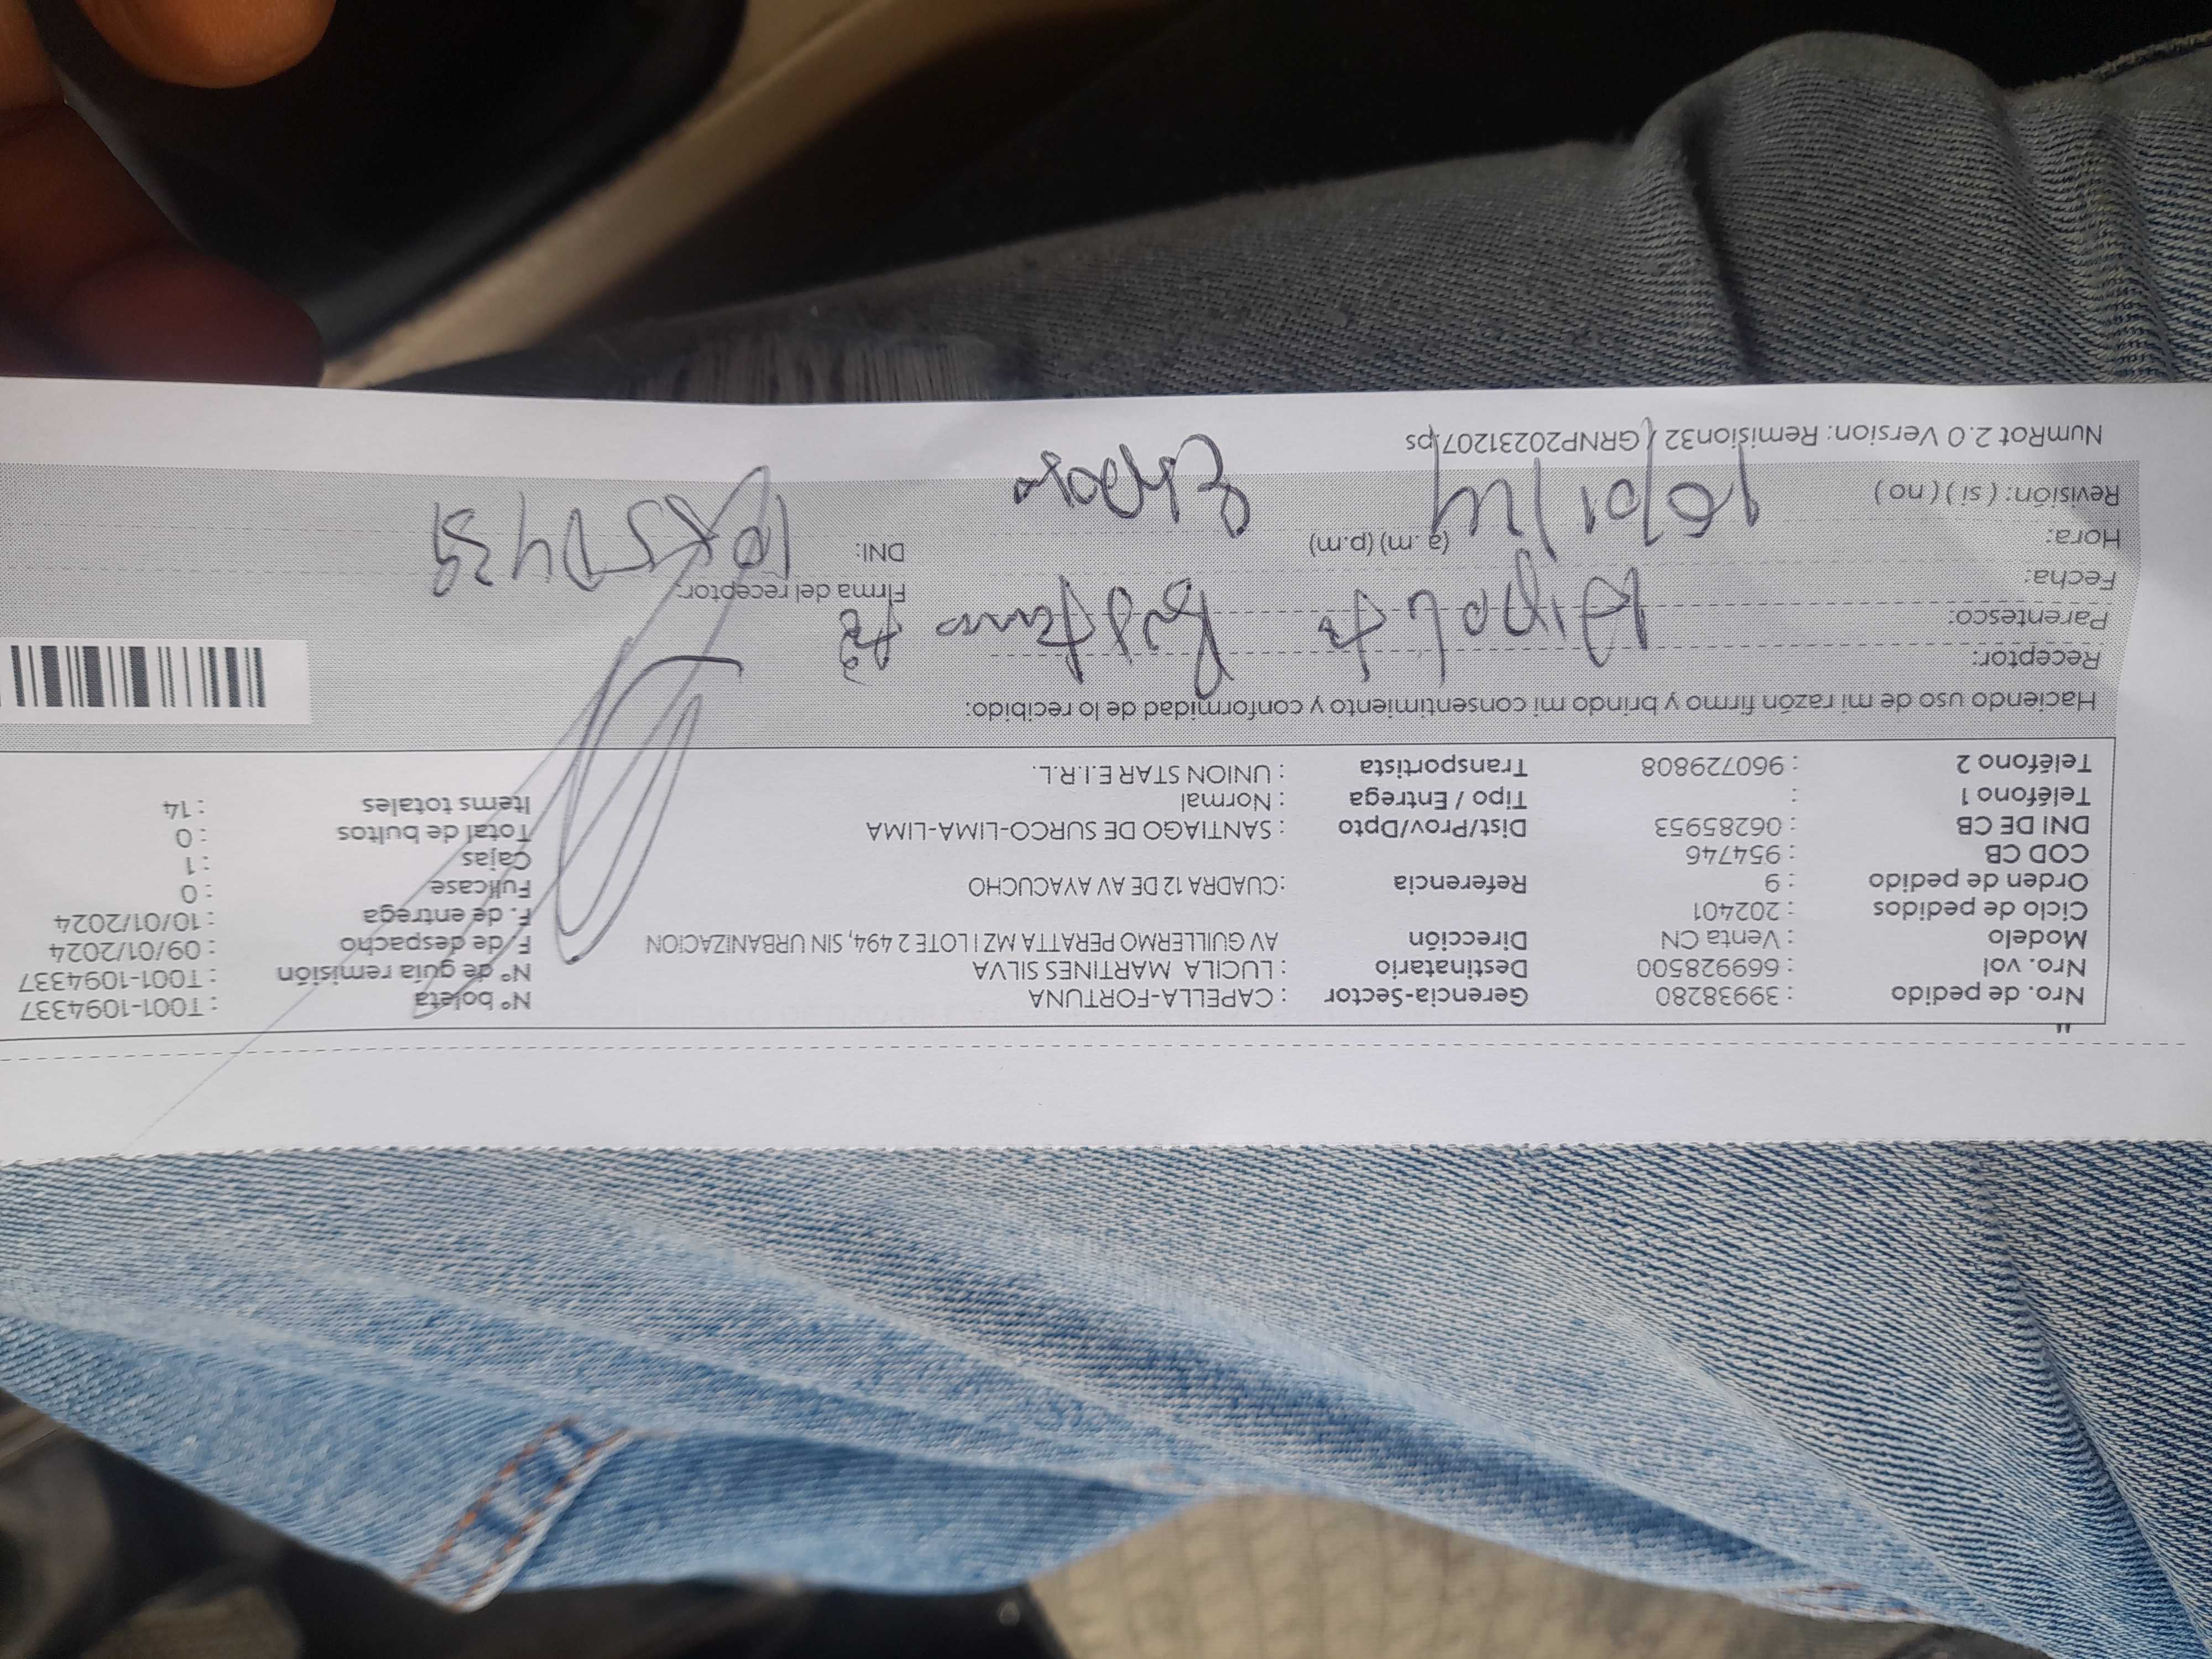 Nro. de pedido : 39938280 Gerencia-Sector : CAPELLA-FORTUNA N° boleta : T001-1094337
Nro. vol : 669928500 Destinatario : LUCILA MARTINES SILVA N° de guía remisión : T001-1094337
Modelo : Venta CN Dirección AV GUILLERMO PERATTA MZ I LOTE 2 494, SIN URBANIZACION F. de despacho : 09/01/2024
Ciclo de pedidos : 202401 F. de entrega : 10/01/2024
Orden de pedido : 9 Referencia :CUADRA 12 DE AV AYACUCHO Fullcase : 0
COD CB : 954746 Cajas : 1
DNI DE CB : 06285953 Dist/Prov/Dpto : SANTIAGO DE SURCO-LIMA-LIMA Total de bultos : 0
Teléfono 1 : Tipo / Entrega : Normal Items totales : 14
Teléfono 2 : 960729808 Transportista : UNION STAR E.I.R.L.
Haciendo uso de mi razón firmo y brindo mi consentimiento y conformidad de lo recibido:
Receptor:
Parentesco:
Fecha: Firma del receptor:
Hora: (a.m) (p.m) DNI:
Revisión: ( si ) ( no ) 10/01/24
NumRot 2.0 Version: Remision32 / GRNP20231207.ps